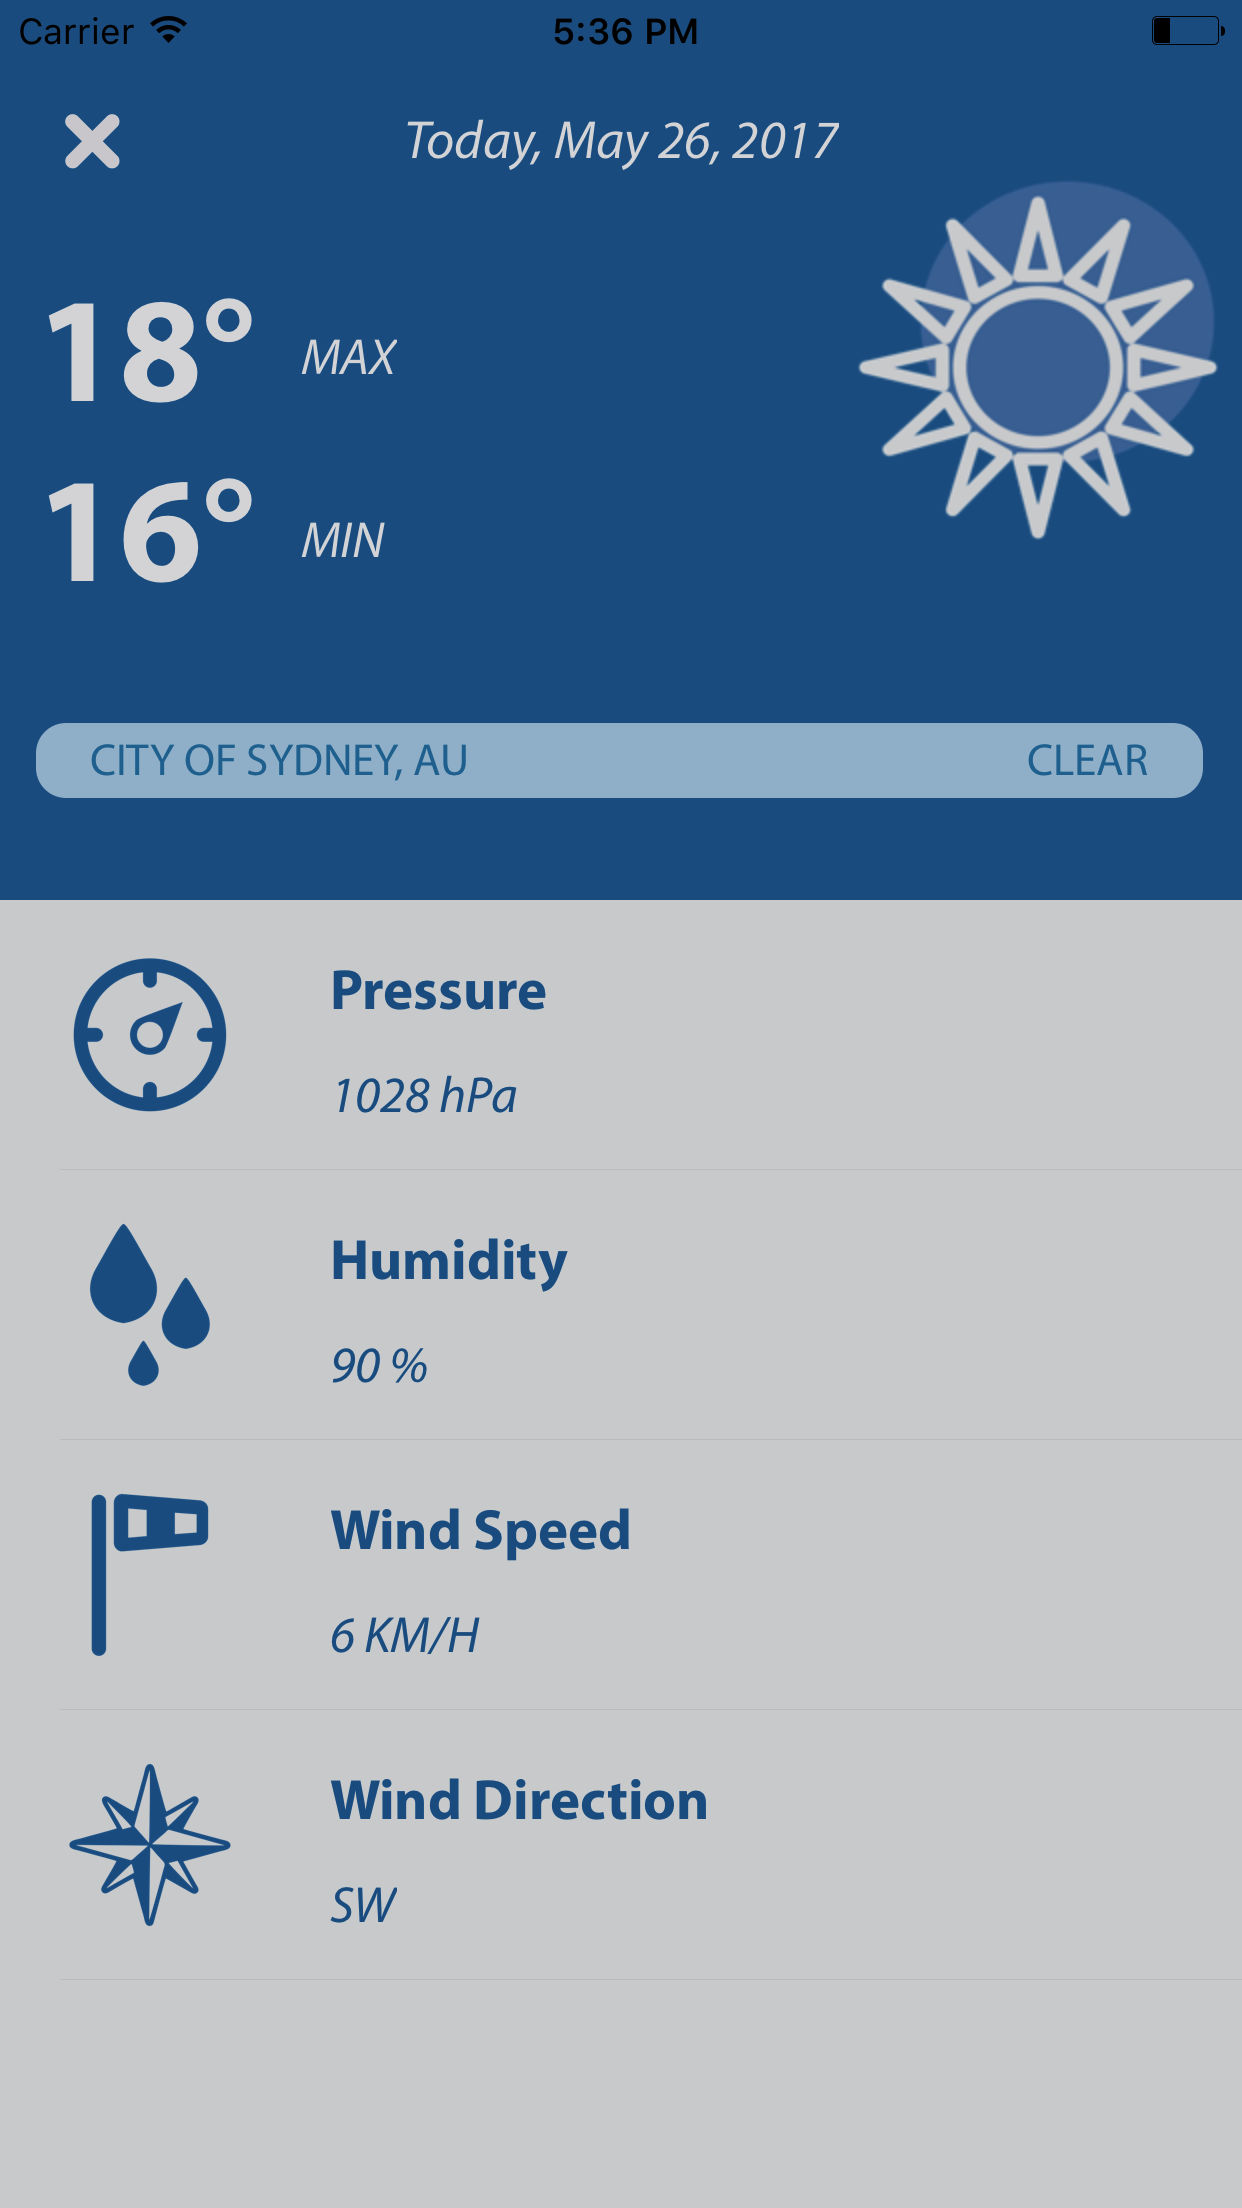 Carrier 5:36 PM
Today, May 26, 2017
18° MAX
16° MIN
CITY OF SYDNEY, AU CLEAR
Pressure
1028 hPa
Humidity
90 %
Wind Speed
6 KM/H
Wind Direction
SW